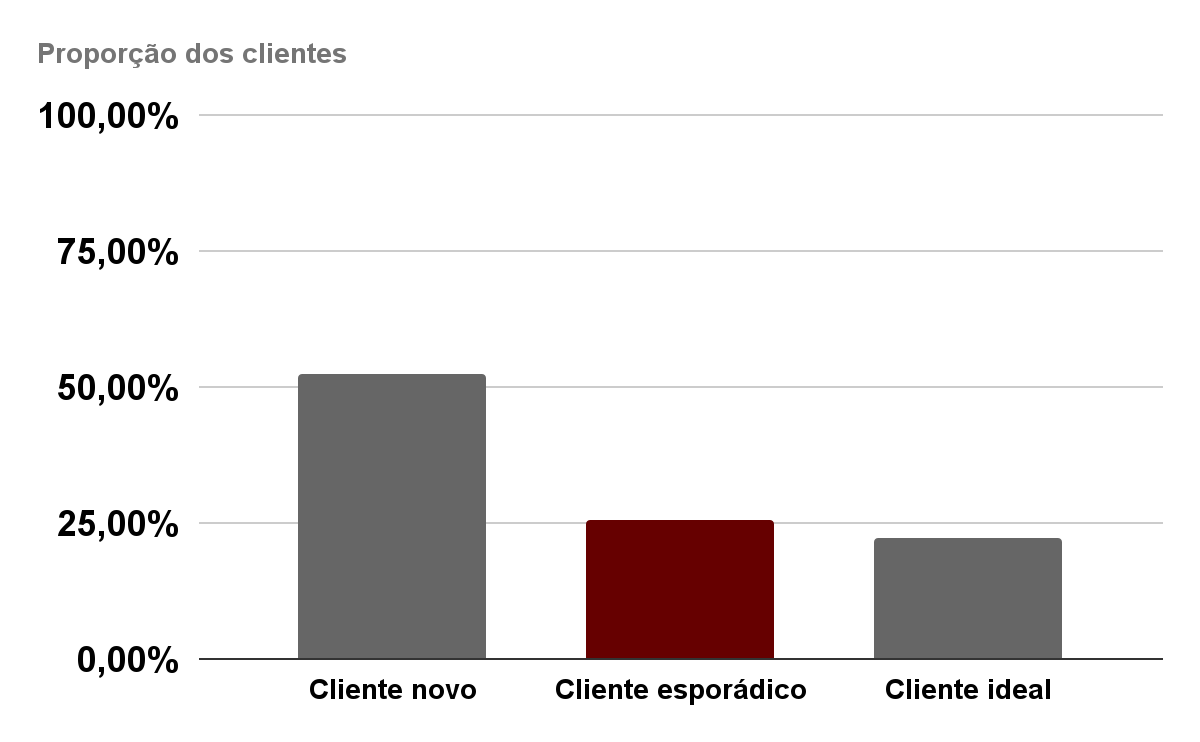 Proporção dos clientes
100,00%
75,00%
50,00%
25,00%
0,00%
Cliente novo
Cliente esporádico
Cliente ideal